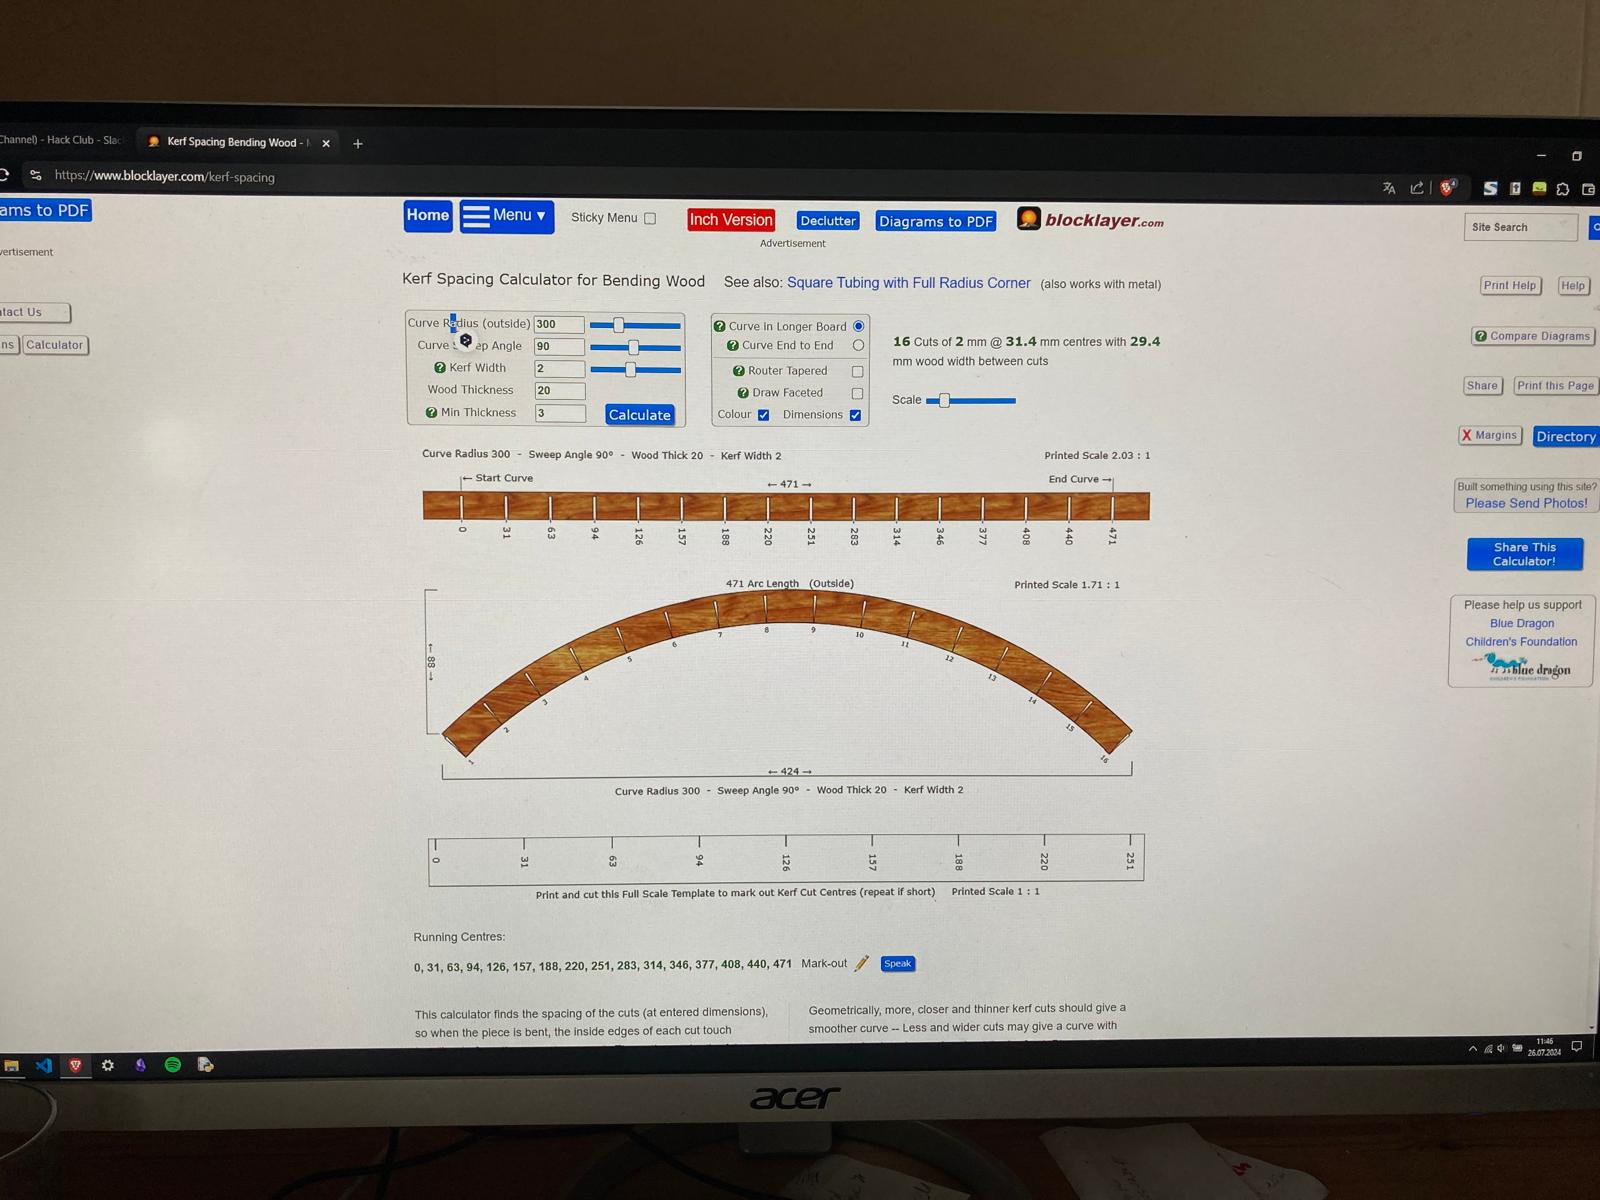 Channel) - Hack Club - Slac
Kerf Spacing Bending Wood -
https://www.blocklayer.com/kerf-spacing
ams to PDF
Home
Menu ▼
Sticky Menu
Inch Version
Declutter
Diagrams to PDF
blocklayer.com
Site Search
vertisement
Advertisement
Kerf Spacing Calculator for Bending Wood
See also: Square Tubing with Full Radius Corner (also works with metal)
Print Help
Help
tact Us
ns
Calculator
Curve Radius (outside) 300
Curve Sweep Angle 90
? Kerf Width 2
Wood Thickness 20
? Min Thickness 3
Calculate
? Curve in Longer Board
? Curve End to End
? Router Tapered
? Draw Faceted
Colour
Dimensions
16 Cuts of 2 mm @ 31.4 mm centres with 29.4
mm wood width between cuts
Scale
? Compare Diagrams
Share
Print this Page
X Margins
Directory
Built something using this site?
Please Send Photos!
Share This
Calculator!
Please help us support
Blue Dragon
Children's Foundation
blue dragon
CHILDREN'S FOUNDATION
Curve Radius 300 - Sweep Angle 90º - Wood Thick 20 - Kerf Width 2
Printed Scale 2.03 : 1
← Start Curve
← 471 →
End Curve →
0 31 63 94 126 157 188 220 251 283 314 346 377 408 440 471
471 Arc Length (Outside)
Printed Scale 1.71 : 1
← 88 →
1 2 3 4 5 6 7 8 9 10 11 12 13 14 15 16
← 424 →
Curve Radius 300 - Sweep Angle 90º - Wood Thick 20 - Kerf Width 2
0 31 63 94 126 157 188 220 251
Print and cut this Full Scale Template to mark out Kerf Cut Centres (repeat if short) Printed Scale 1 : 1
Running Centres:
0, 31, 63, 94, 126, 157, 188, 220, 251, 283, 314, 346, 377, 408, 440, 471 Mark-out
Speak
This calculator finds the spacing of the cuts (at entered dimensions),
so when the piece is bent, the inside edges of each cut touch
Geometrically, more, closer and thinner kerf cuts should give a
smoother curve -- Less and wider cuts may give a curve with
11:46
26.07.2024
acer